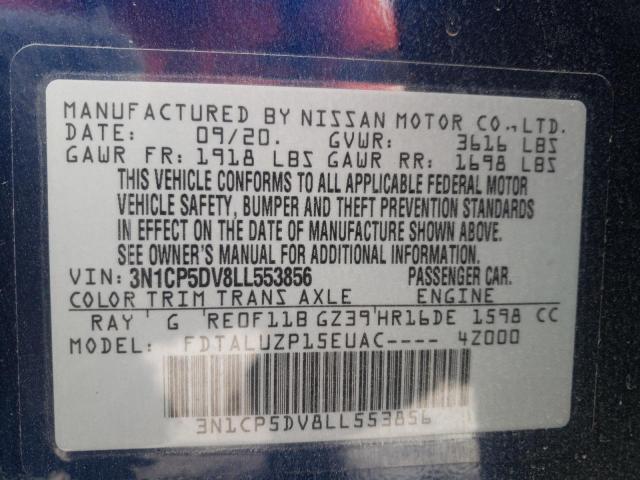 MANUFACTURED BY NISSAN MOTOR CO., LTD.
DATE: 09/20. GVWR: 3616 LBS
GAWR FR: 1918 LBS GAWR RR: 1698 LBS
THIS VEHICLE CONFORMS TO ALL APPLICABLE FEDERAL MOTOR
VEHICLE SAFETY, BUMPER AND THEFT PREVENTION STANDARDS
IN EFFECT ON THE DATE OF MANUFACTURE SHOWN ABOVE.
SEE OWNER'S MANUAL FOR ADDITIONAL INFORMATION.
VIN: 3N1CP5DV8LL553856 PASSENGER CAR.
COLOR TRIM TRANS AXLE ENGINE
RAY G RE0F11B GZ39 HR16DE 1598 CC
MODEL: FDTALUZP15EUAC---- 4Z000
3N1CP5DV8LL553856